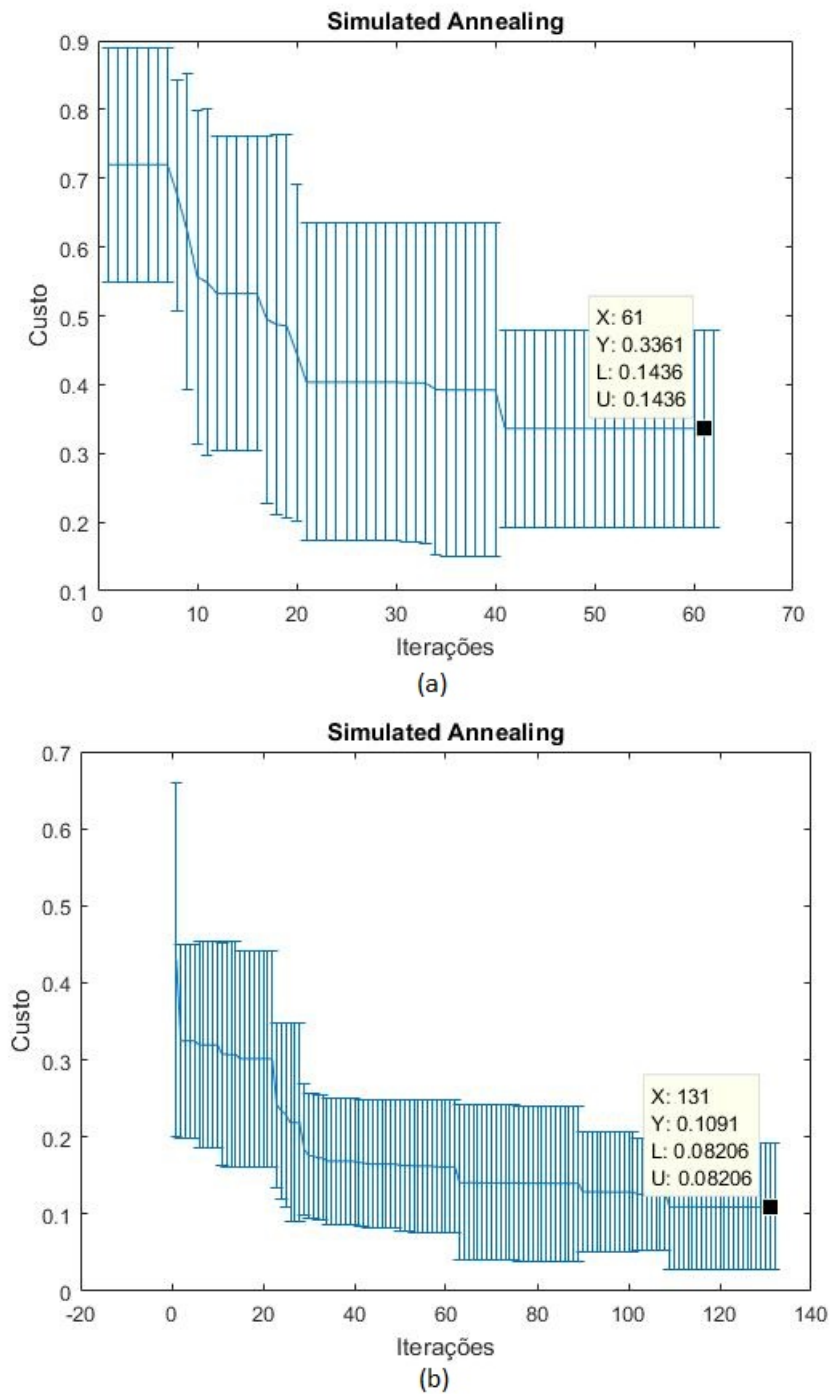 Simulated Annealing
0.9
0.8
0.7
0.6
0.5
0.4
0.3
0.2
0.1
Custo
X: 61
Y: 0.3361
L: 0.1436
U: 0.1436
0 10 20 30 40 50 60 70
Iterações
(a)
Simulated Annealing
0.7
0.6
0.5
0.4
0.3
0.2
0.1
0
Custo
X: 131
Y: 0.1091
L: 0.08206
U: 0.08206
-20 0 20 40 60 80 100 120 140
Iterações
(b)